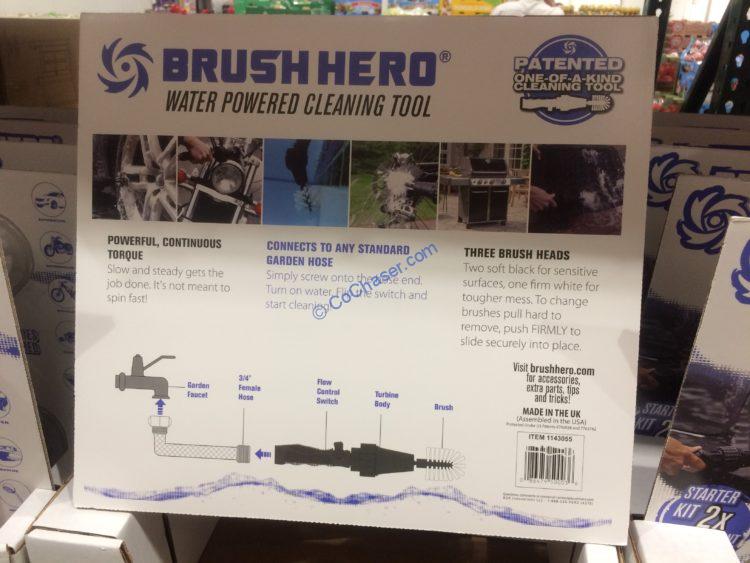 BRUSH HERO®
WATER POWERED CLEANING TOOL
PATENTED
ONE-OF-A-KIND
CLEANING TOOL
POWERFUL, CONTINUOUS
TORQUE
Slow and steady gets the
job done. It's not meant to
spin fast!
CONNECTS TO ANY STANDARD
GARDEN HOSE
Simply screw onto the hose end.
Turn on water. Flip the switch and
start cleaning
CoChaser.com
THREE BRUSH HEADS
Two soft black for sensitive
surfaces, one firm white for
tougher mess. To change
brushes pull hard to
remove, push FIRMLY to
slide securely into place.
Visit brushhero.com
for accessories,
extra parts, tips
and tricks!
MADE IN THE UK
(Assembled in the USA)
ITEM 1143055
Garden
Faucet
3/4"
Female
Hose
Flow
Control
Switch
Turbine
Body
Brush
STARTER
KIT 2
STARTER
KIT 2X